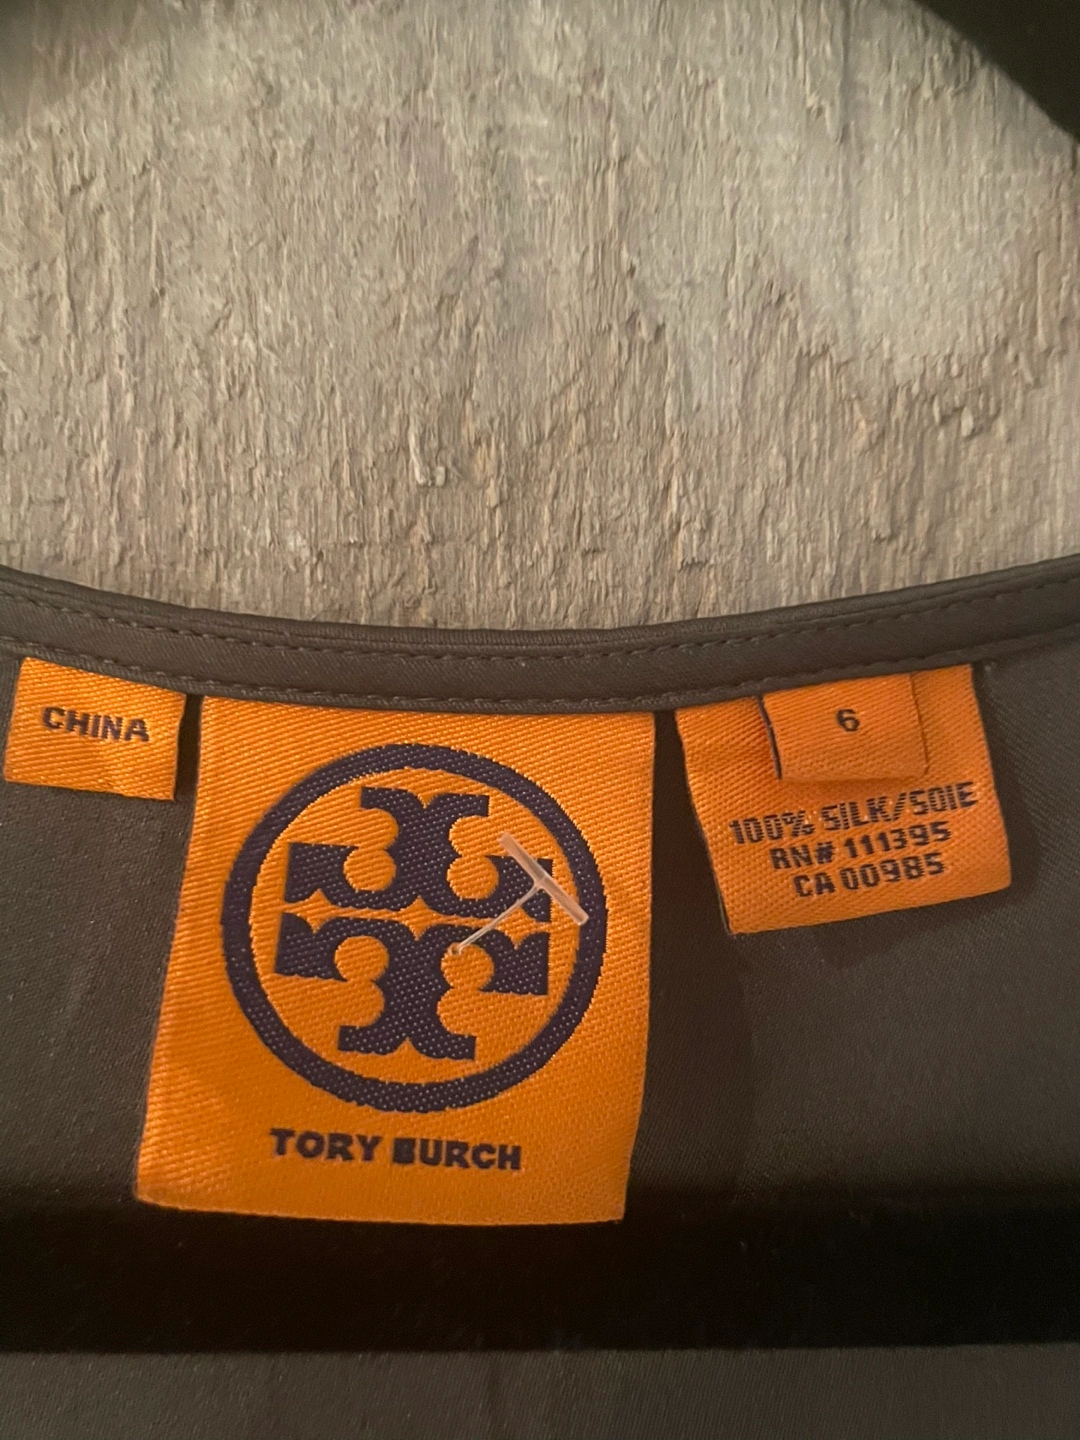 CHINA
TORY BURCH
6
100% SILK/SOIE
RN# 111395
CA 00985